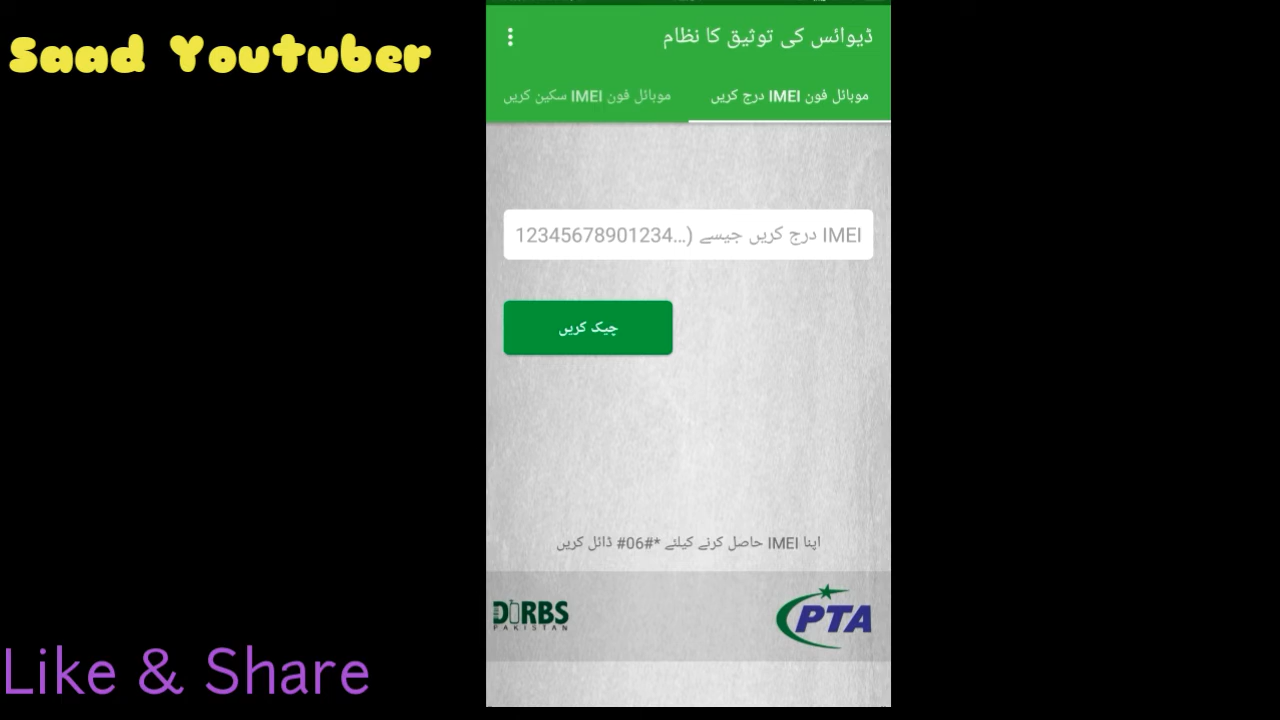 Saad Youtuber
ڈیوائس کی توثیق کا نظام
موبائل فون IMEI درج کریں
موبائل فون IMEI سکین کریں
IMEI درج کریں جیسے (...12345678901234
چیک کریں
اپنا IMEI حاصل کرنے کیلئے *#06# ڈائل کریں
DIRBS
PAKISTAN
PTA
Like & Share